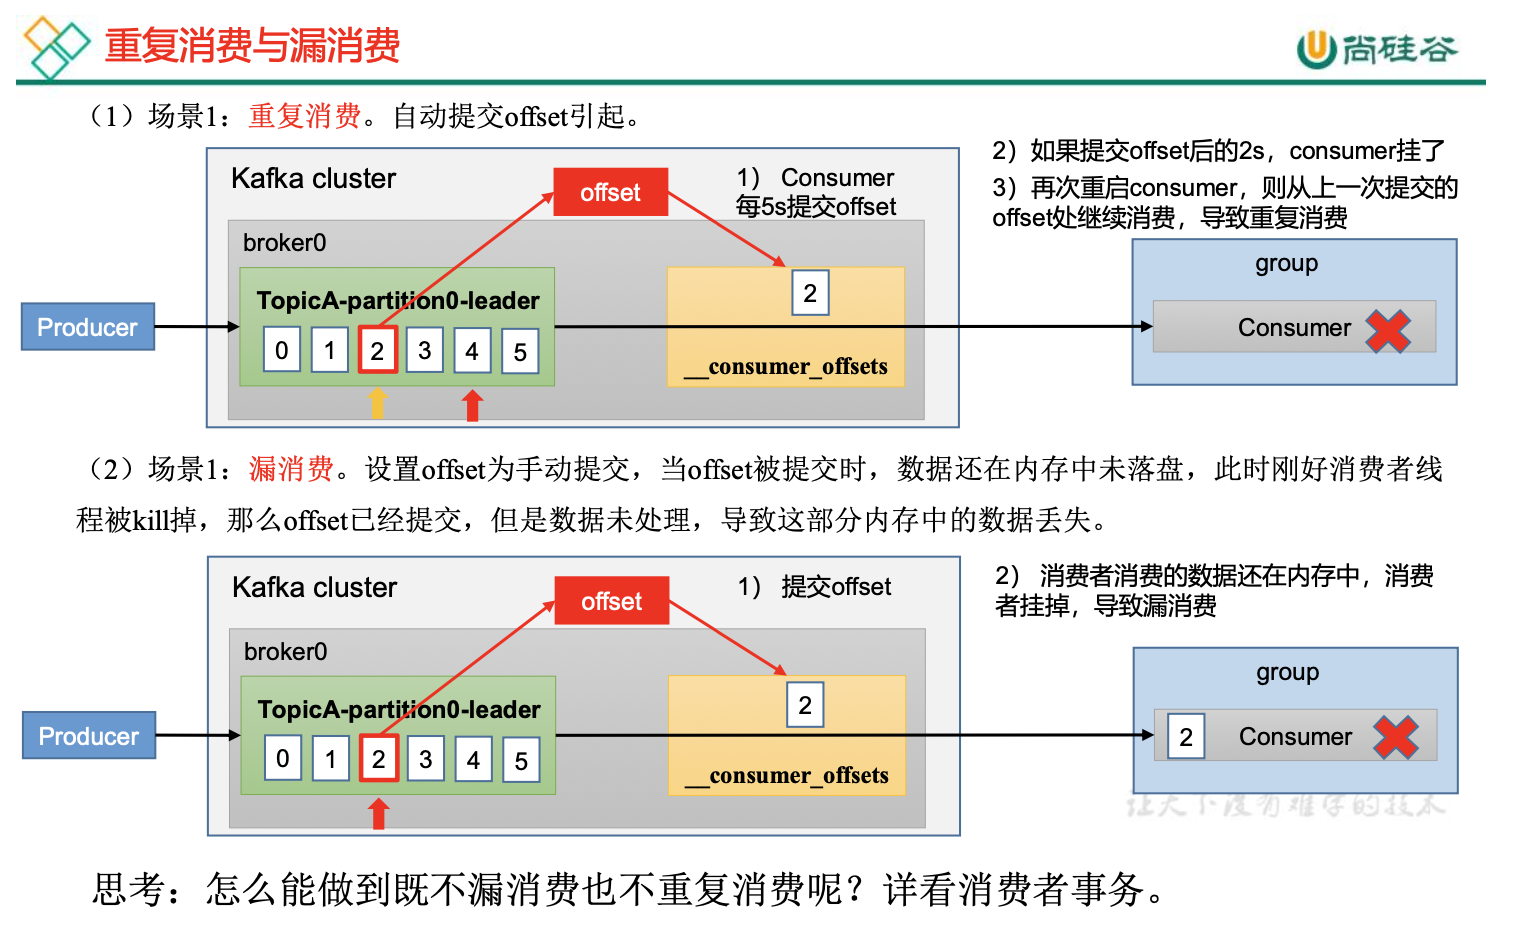 重复消费与漏消费
尚硅谷
（1）场景1：重复消费。自动提交offset引起。
Kafka cluster
offset
1） Consumer
每5s提交offset
2）如果提交offset后的2s，consumer挂了
3）再次重启consumer，则从上一次提交的
offset处继续消费，导致重复消费
broker0
TopicA-partition0-leader
0 1 2 3 4 5
2
__consumer_offsets
Producer
group
Consumer
（2）场景1：漏消费。设置offset为手动提交，当offset被提交时，数据还在内存中未落盘，此时刚好消费者线
程被kill掉，那么offset已经提交，但是数据未处理，导致这部分内存中的数据丢失。
Kafka cluster
offset
1） 提交offset
2） 消费者消费的数据还在内存中，消费
者挂掉，导致漏消费
broker0
TopicA-partition0-leader
0 1 2 3 4 5
2
__consumer_offsets
Producer
group
2 Consumer
让天下没有难学的技术
思考：怎么能做到既不漏消费也不重复消费呢？详看消费者事务。